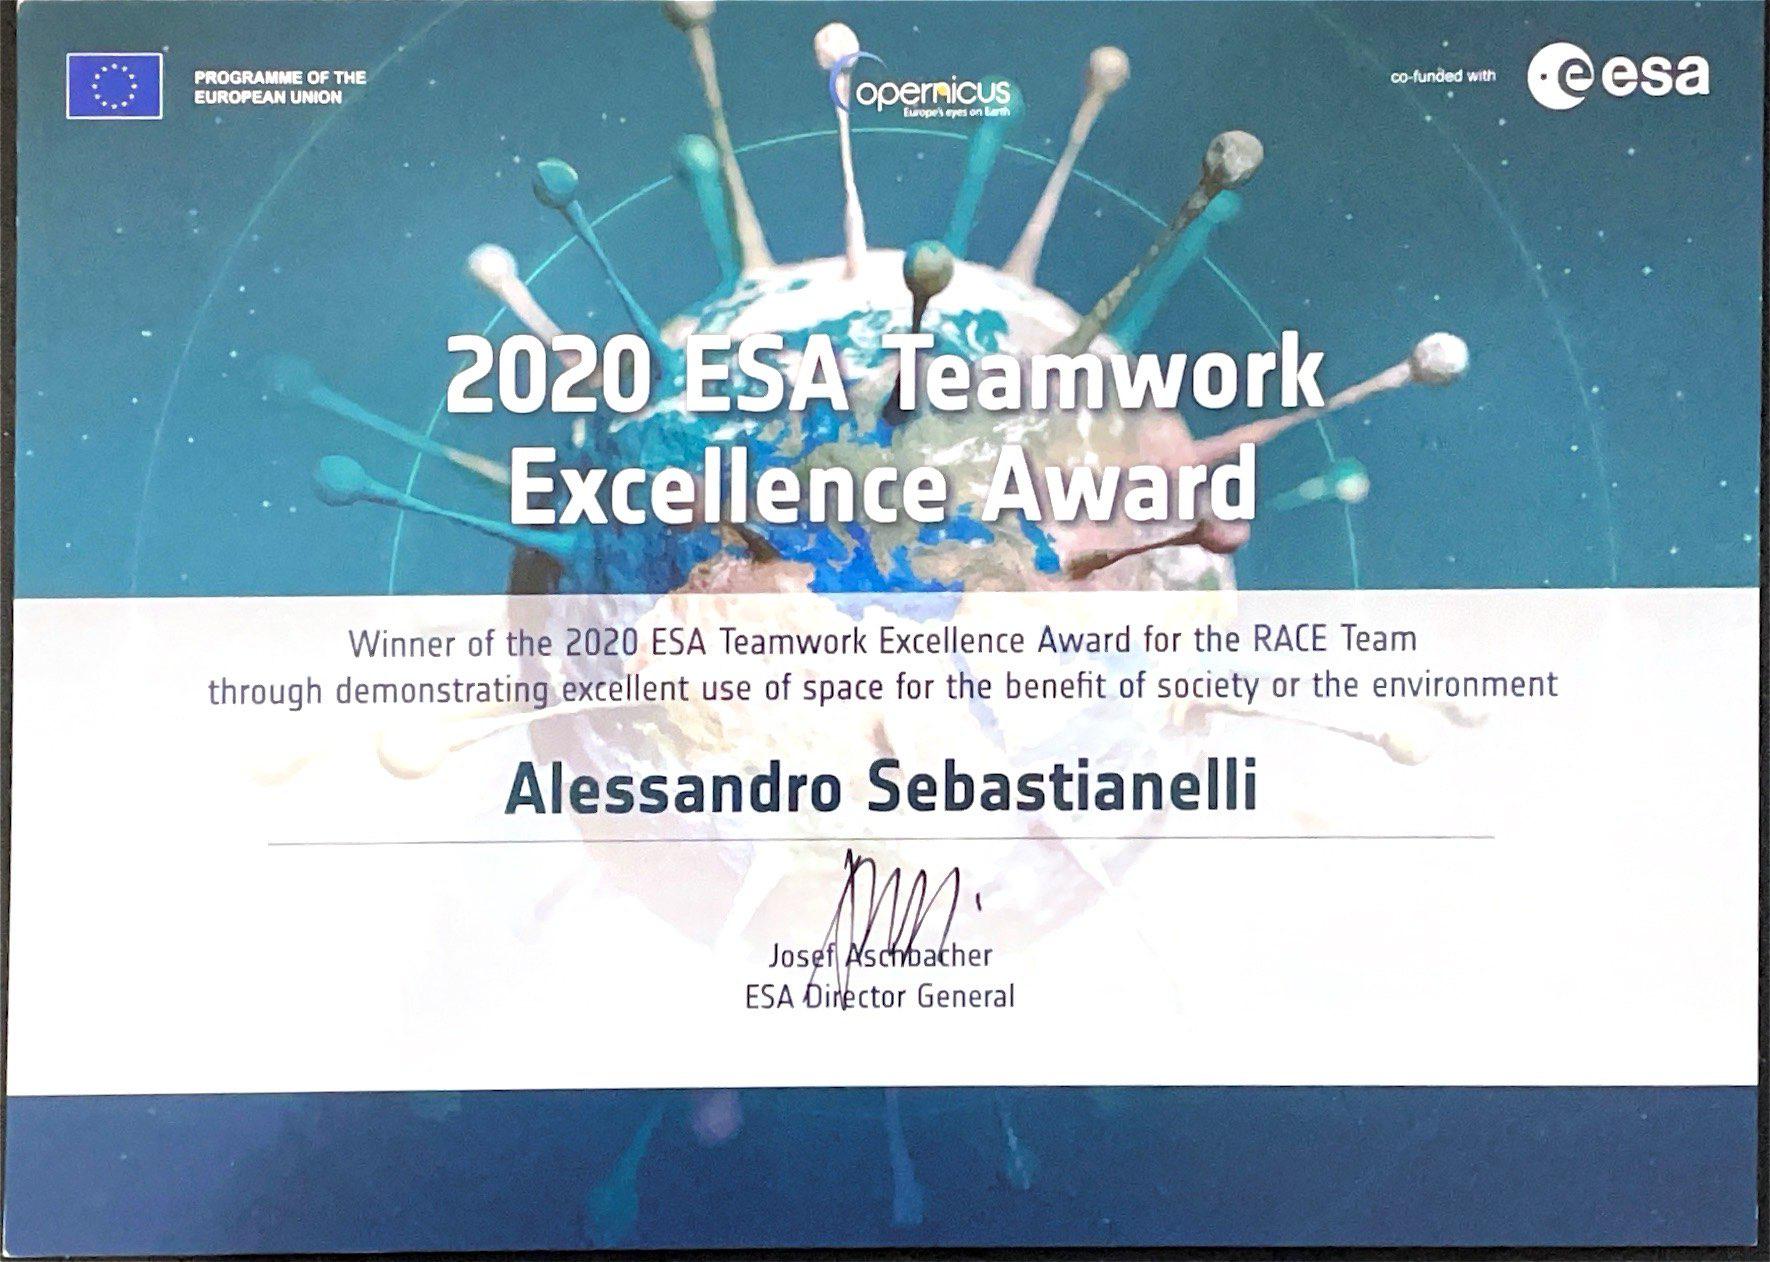 PROGRAMME OF THE
EUROPEAN UNION
Copernicus
Europe's eyes on Earth
co-funded with
esa
2020 ESA Teamwork
Excellence Award
Winner of the 2020 ESA Teamwork Excellence Award for the RACE Team
through demonstrating excellent use of space for the benefit of society or the environment
Alessandro Sebastianelli
Josef Aschbacher
ESA Director General